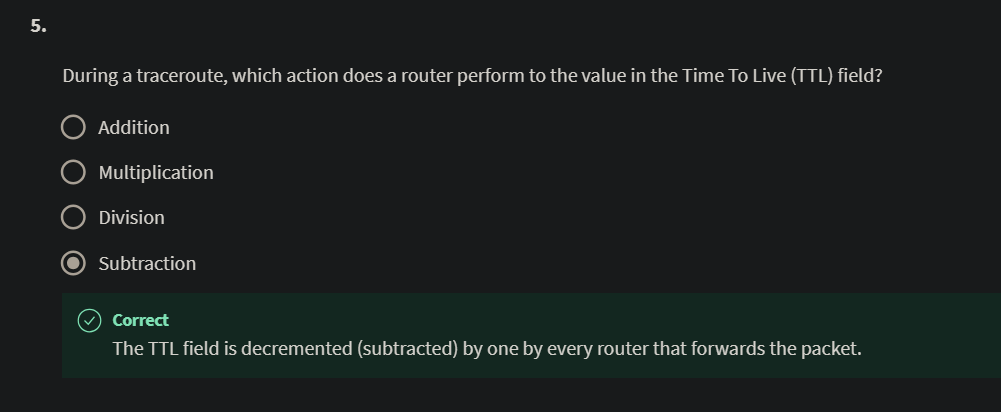 5.
During a traceroute, which action does a router perform to the value in the Time To Live (TTL) field?
Addition
Multiplication
Division
Subtraction
Correct
The TTL field is decremented (subtracted) by one by every router that forwards the packet.